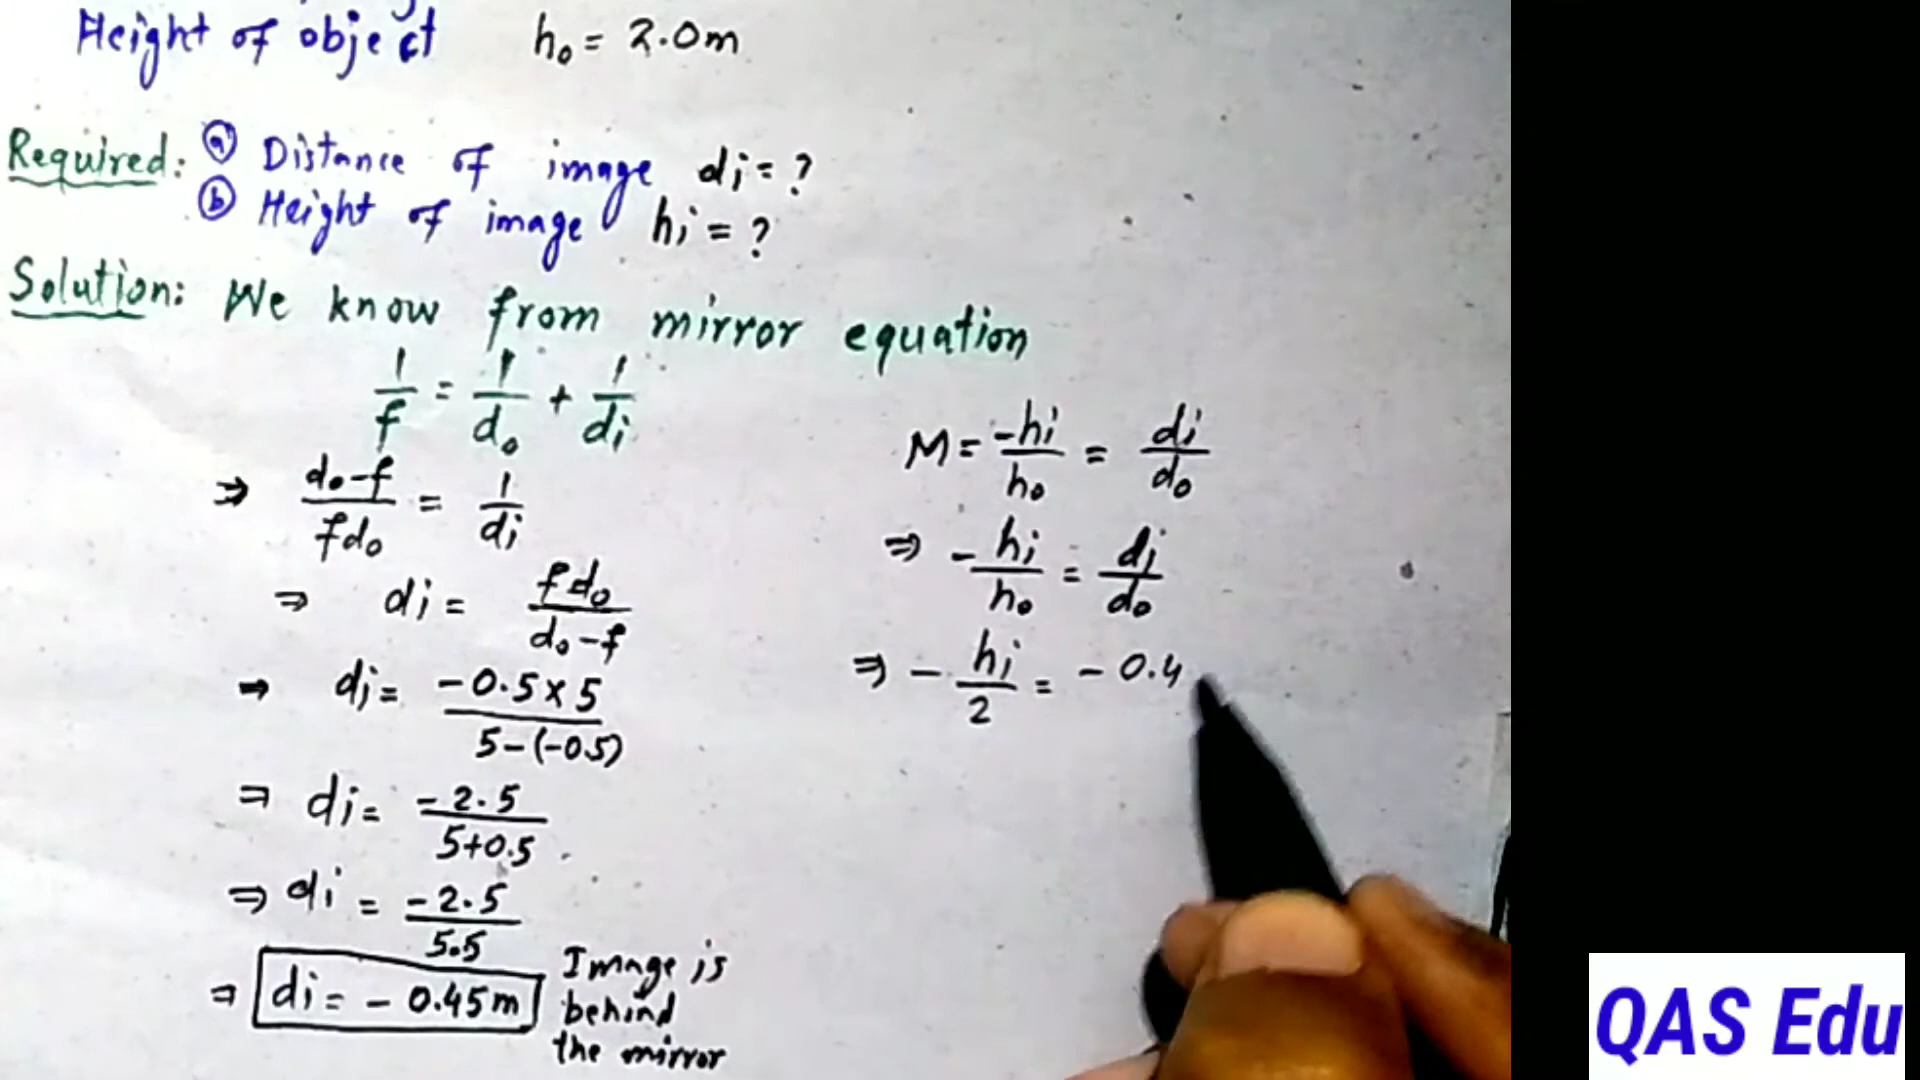 Height of object h₀ = 2.0m
Required: (a) Distance of image di = ?
(b) Height of image hi = ?
Solution: We know from mirror equation
1/f = 1/d₀ + 1/di
⇒ d₀-f/fd₀ = 1/di
⇒ di = fd₀/d₀-f
⇒ di = -0.5×5/5-(-0.5)
⇒ di = -2.5/5+0.5
⇒ di = -2.5/5.5
⇒ di = -0.45m
Image is
behind
the mirror
M = -hi/h₀ = di/d₀
⇒ -hi/h₀ = di/d₀
⇒ -hi/2 = -0.4
QAS Edu